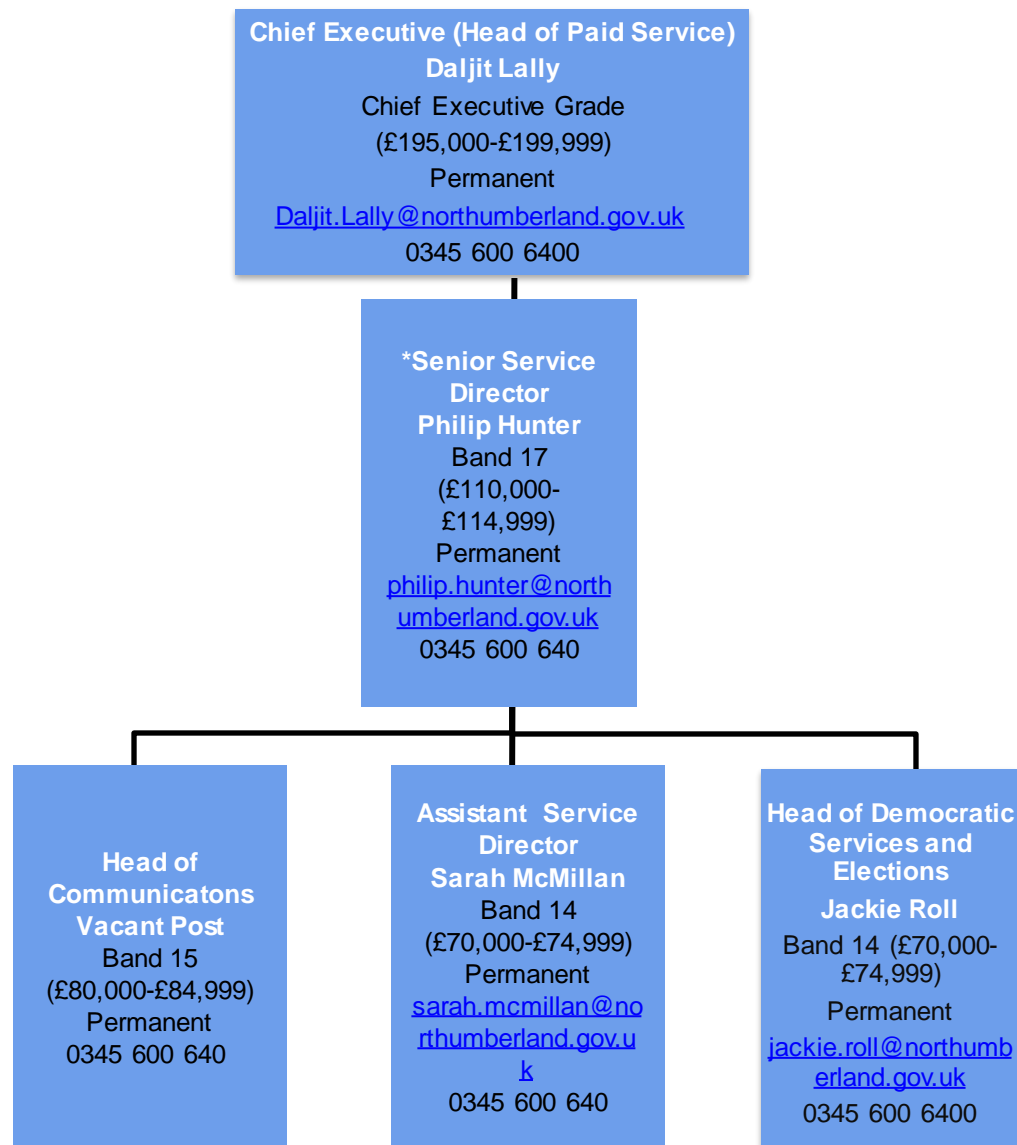 Chief Executive (Head of Paid Service)
Daljit Lally
Chief Executive Grade
(£195,000-£199,999)
Permanent
Daljit.Lally@northumberland.gov.uk
0345 600 6400
*Senior Service
Director
Philip Hunter
Band 17
(£110,000-
£114,999)
Permanent
philip.hunter@north
umberland.gov.uk
0345 600 640
Head of
Communicatons
Vacant Post
Band 15
(£80,000-£84,999)
Permanent
0345 600 640
Assistant Service
Director
Sarah McMillan
Band 14
(£70,000-£74,999)
Permanent
sarah.mcmillan@no
rthumberland.gov.u
k
0345 600 640
Head of Democratic
Services and
Elections
Jackie Roll
Band 14 (£70,000-
£74,999)
Permanent
jackie.roll@northumb
erland.gov.uk
0345 600 6400